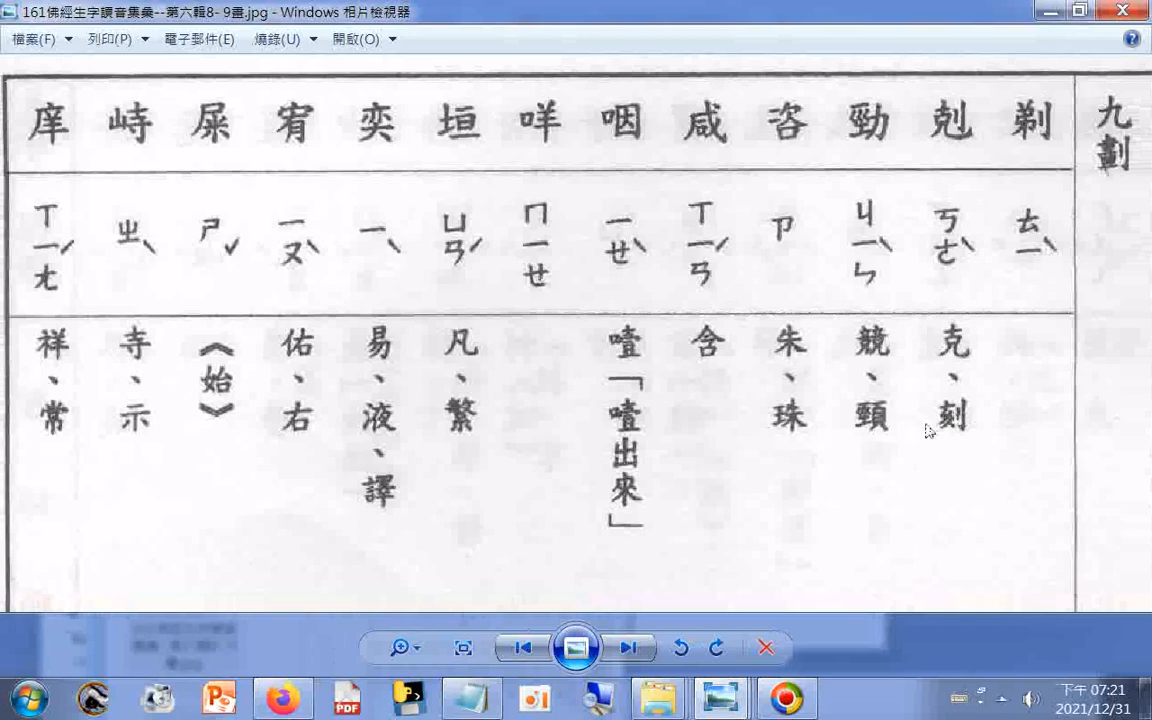 161佛經生字讀音集彙--第六輯8- 9畫.jpg - Windows 相片檢視器
檔案(F) 列印(P) 電子郵件(E) 燒錄(U) 開啟(O)
九劃
剃 ㄊㄧˋ
剋 ㄎㄜˋ 克、刻
勁 ㄐㄧㄣˋ 競、頸
咨 ㄗ 朱、珠
咸 ㄒㄧㄢˊ 含
咽 ㄧㄝˋ 噎「噎出來」
咩 ㄇㄧㄝ
垣 ㄩㄢˊ 凡、繁
奕 ㄧˋ 易、液、譯
宥 ㄧㄡˋ 佑、右
屎 ㄕˇ 《始》
峙 ㄓˋ 寺、示
庠 ㄒㄧㄤˊ 祥、常
PDF
下午 07:21
2021/12/31